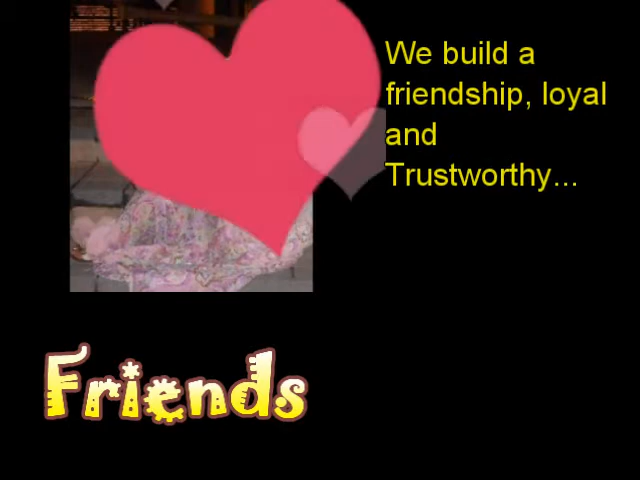 We build a
friendship, loyal
and
Trustworthy...
Friends